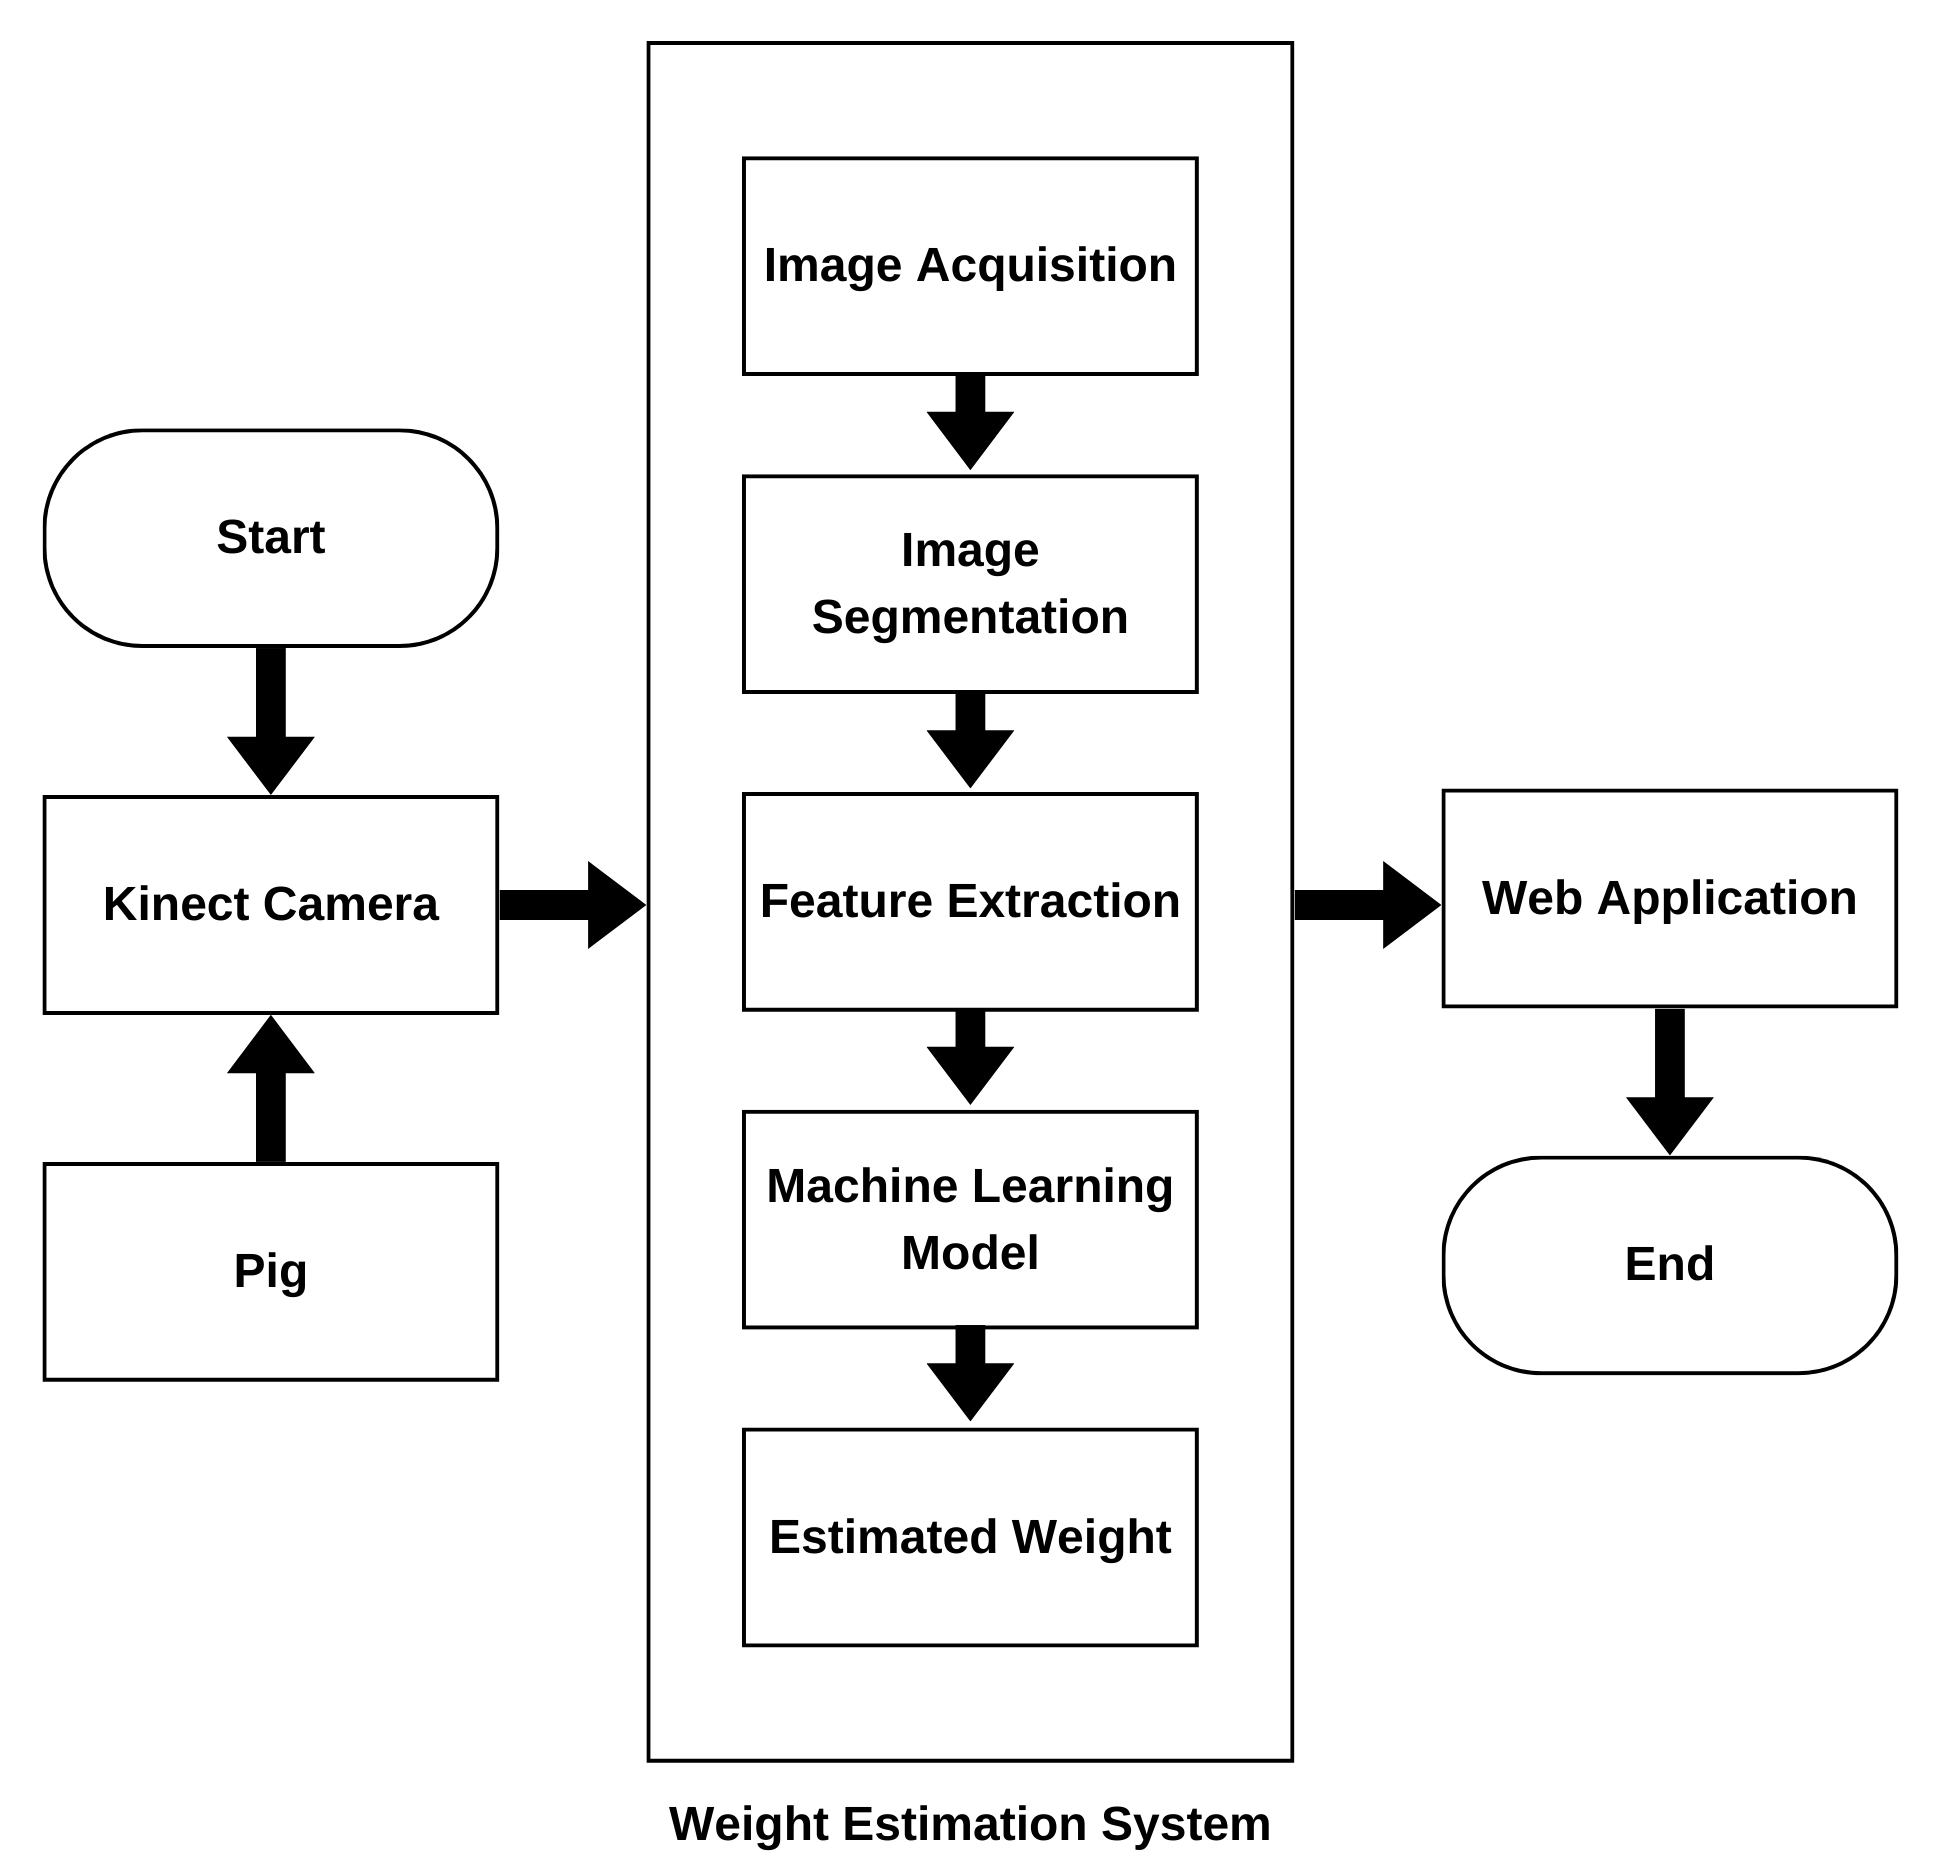 Start
Kinect Camera
Pig
Image Acquisition
Image
Segmentation
Feature Extraction
Machine Learning
Model
Estimated Weight
Weight Estimation System
Web Application
End